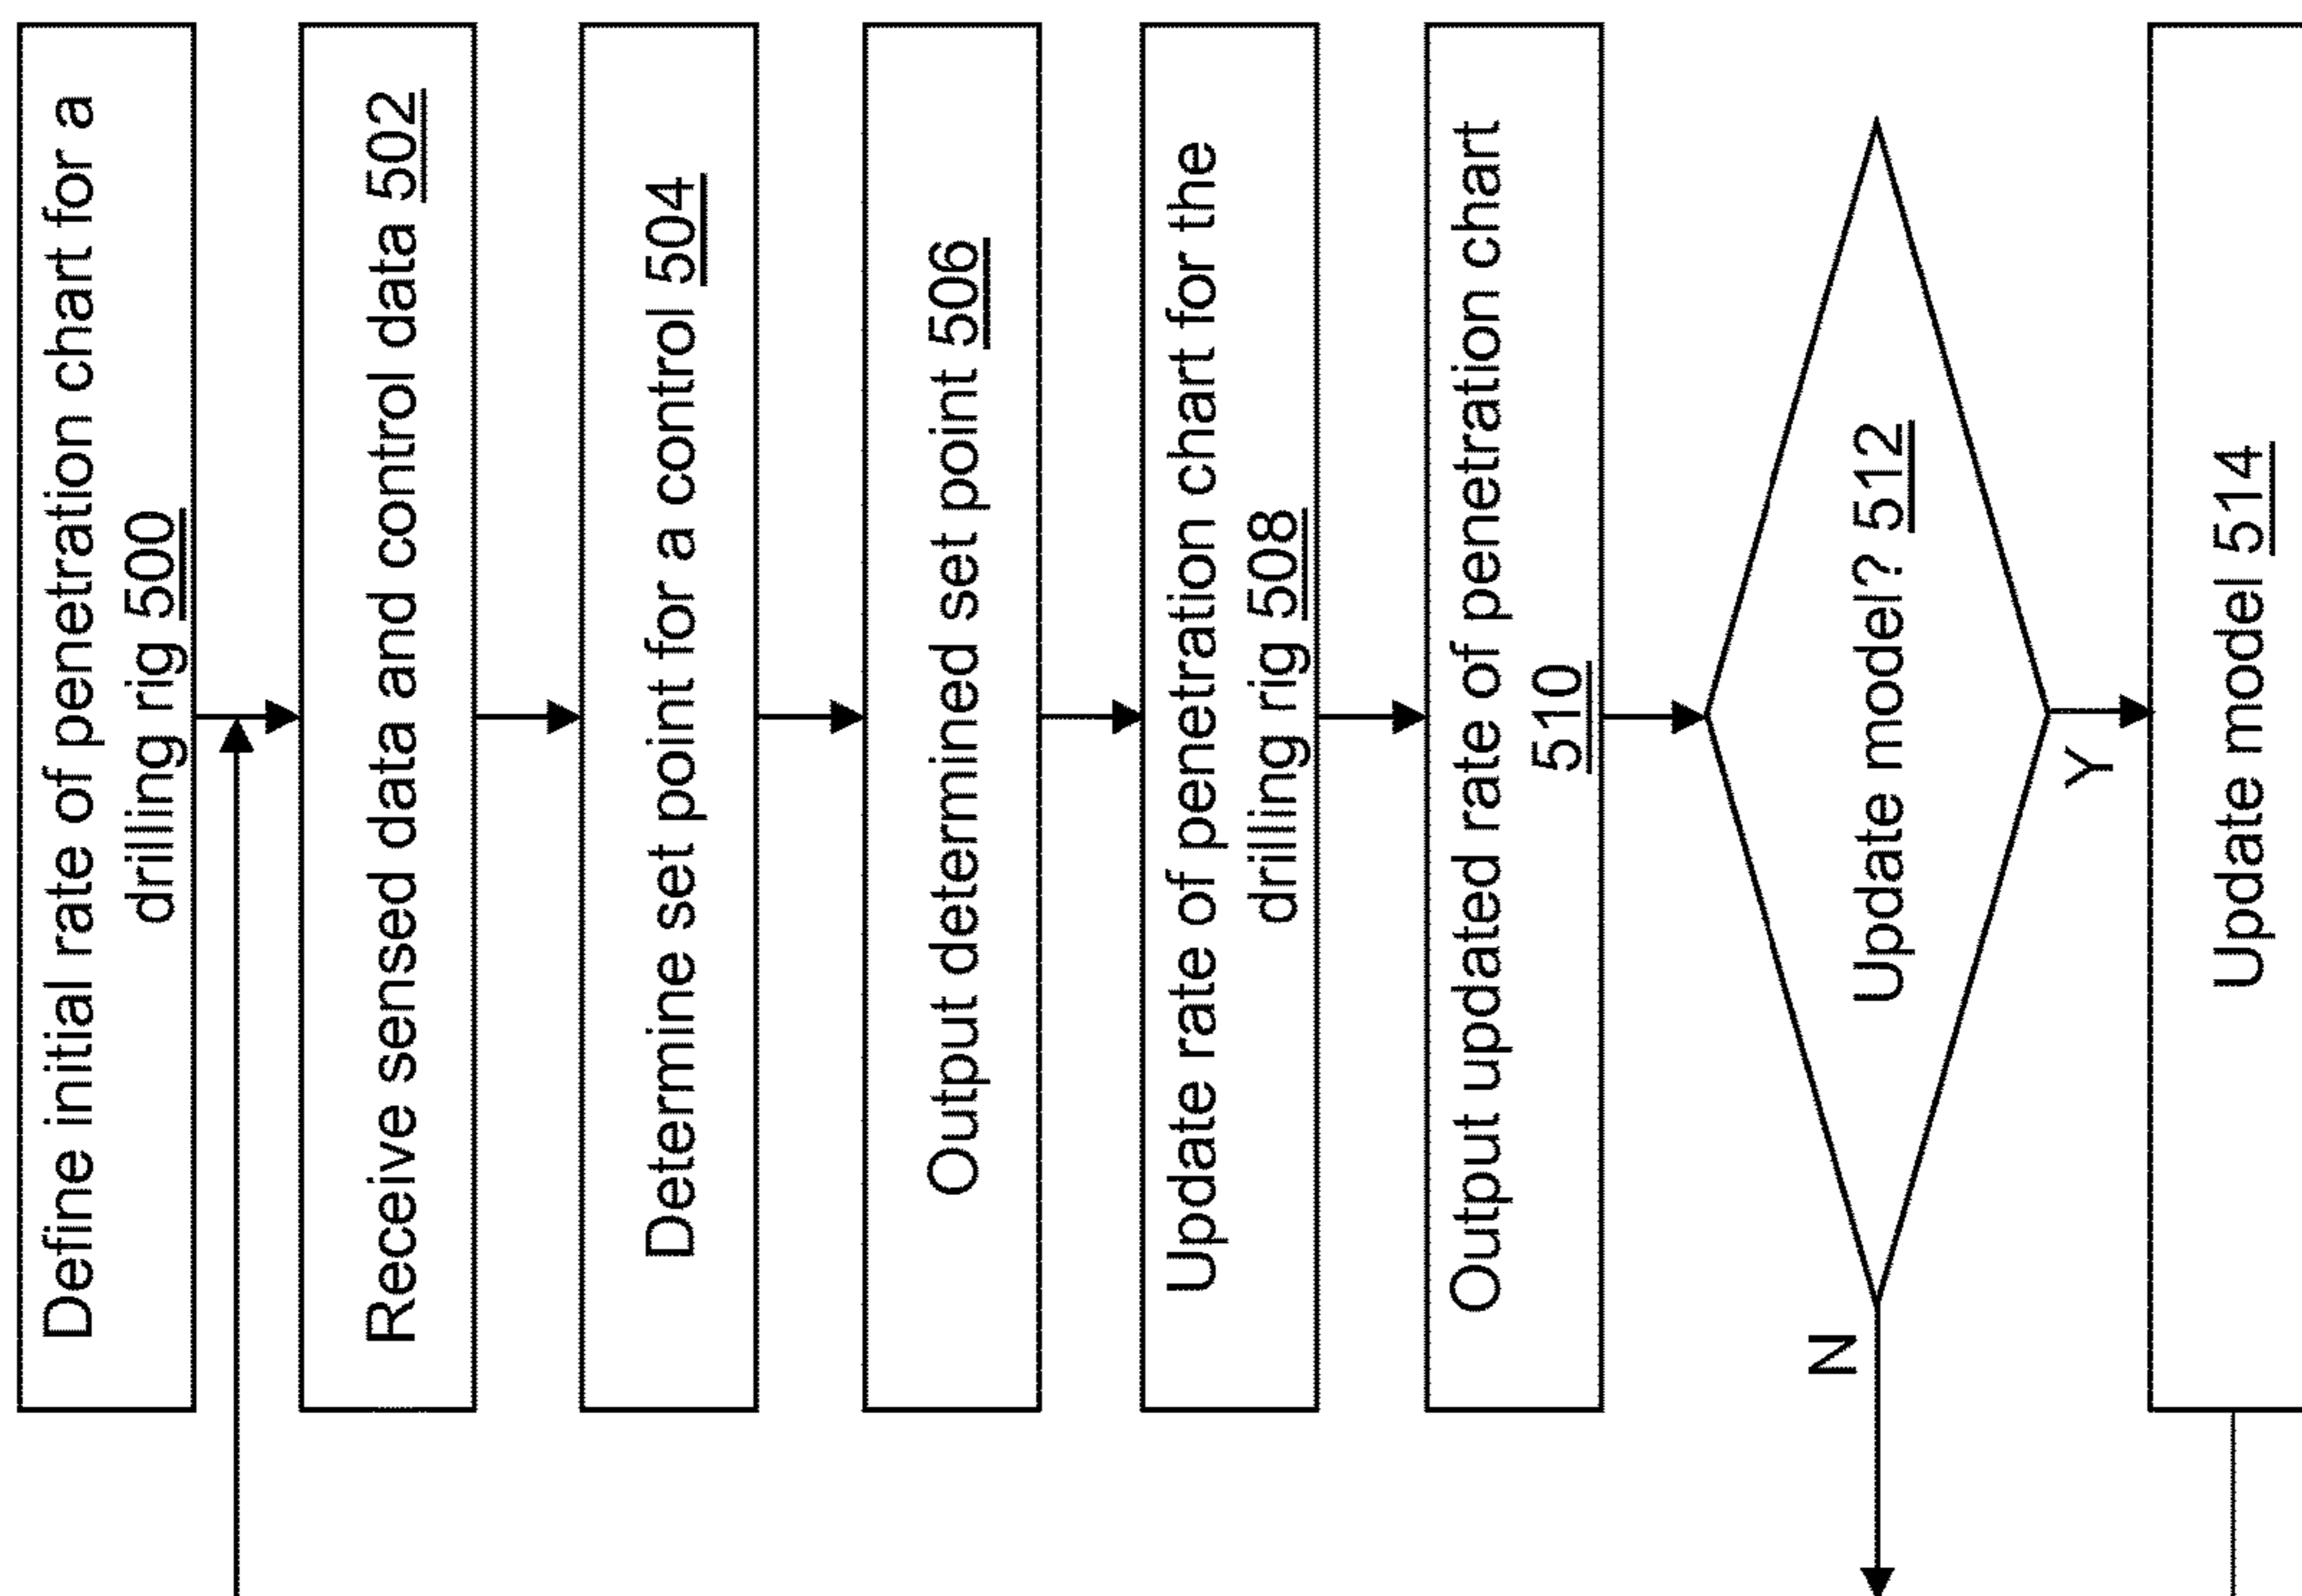 Define initial rate of penetration chart for a
drilling rig 500
Receive sensed data and control data 502
Determine set point for a control 504
Output determined set point 506
Update rate of penetration chart for the
drilling rig 508
Output updated rate of penetration chart
510
Update model? 512
N
Y
Update model 514